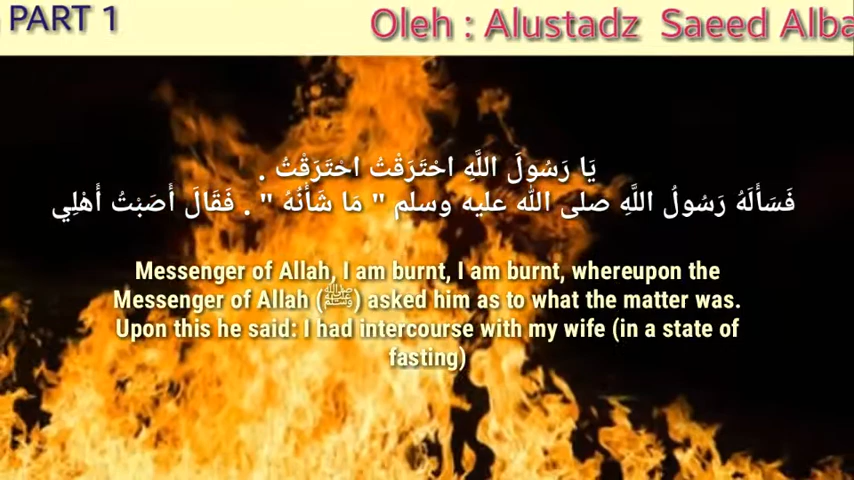 PART 1
Oleh : Alustadz Saeed Alba
يَا رَسُولَ اللَّهِ احْتَرَقْتُ احْتَرَقْتُ .
فَسَأَلَهُ رَسُولُ اللَّهِ صلى الله عليه وسلم " مَا شَأْنُهُ " . فَقَالَ أَصَبْتُ أَهْلِي
Messenger of Allah, I am burnt, I am burnt, whereupon the
Messenger of Allah (ﷺ) asked him as to what the matter was.
Upon this he said: I had intercourse with my wife (in a state of
fasting)